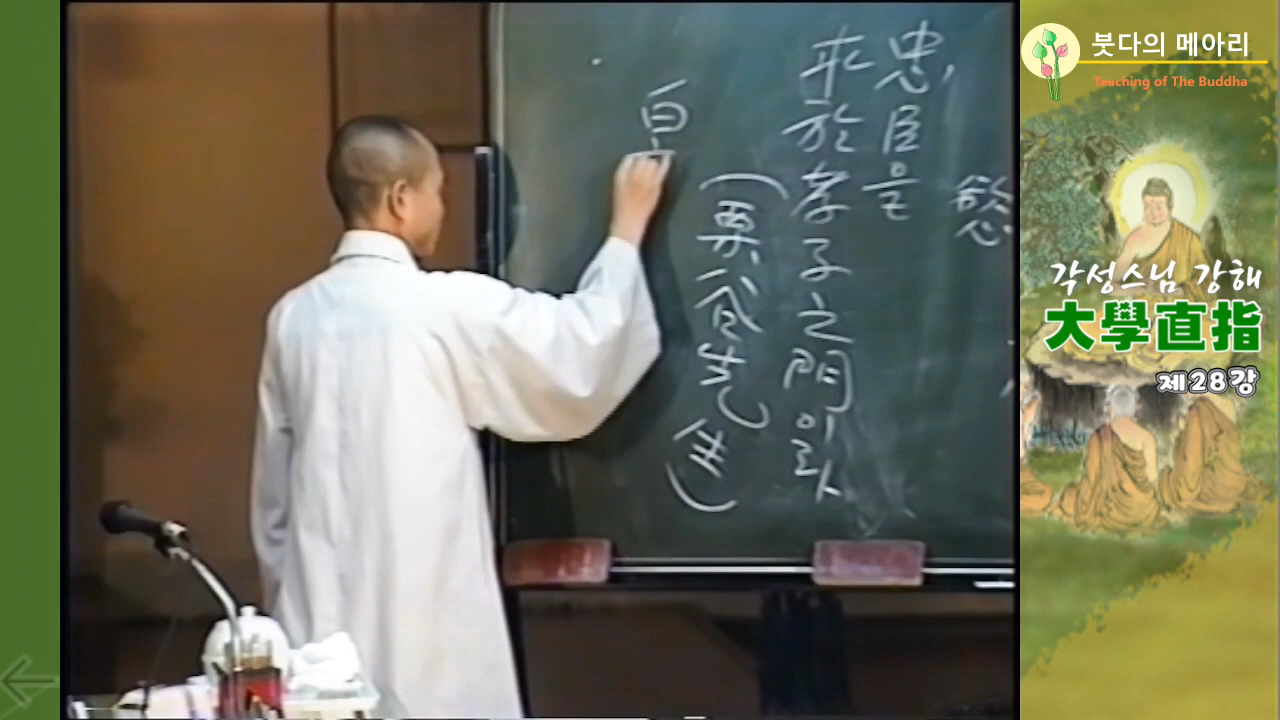 慾
忠臣을
求於孝子之門이라
(栗谷先生)
붓다의 메아리
Teaching of The Buddha
각성스님 강해
大學直指
제28강